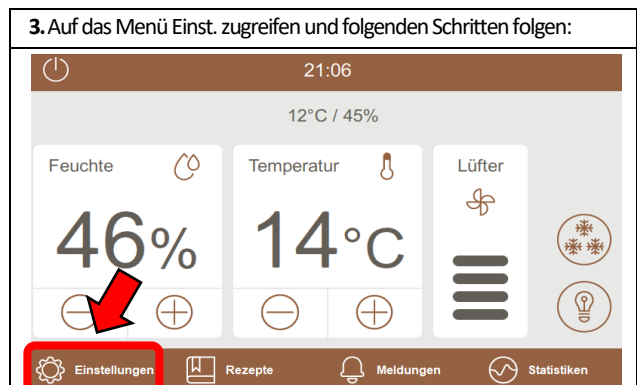 3. Auf das Menü Einst. zugreifen und folgenden Schritten folgen:
21:06
12°C / 45%
Feuchte
Temperatur
Lüfter
46%
14°C
Einstellungen
Rezepte
Meldungen
Statistiken